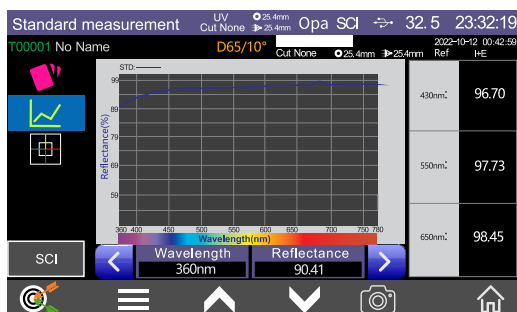 Standard measurement UV Cut None 25.4mm 25.4mm Opa SCI 32.5 23:32:19
T00001 No Name D65/10° Cut None 25.4mm 25.4mm Ref 2022-10-12 00:42:59 I+E
STD:
99
89
79
69
59
Reflectance(%)
360 400 450 500 550 600 650 700 750 780
Wavelength(nm)
430nm: 96.70
550nm: 97.73
650nm: 98.45
SCI
< Wavelength Reflectance >
360nm 90.41